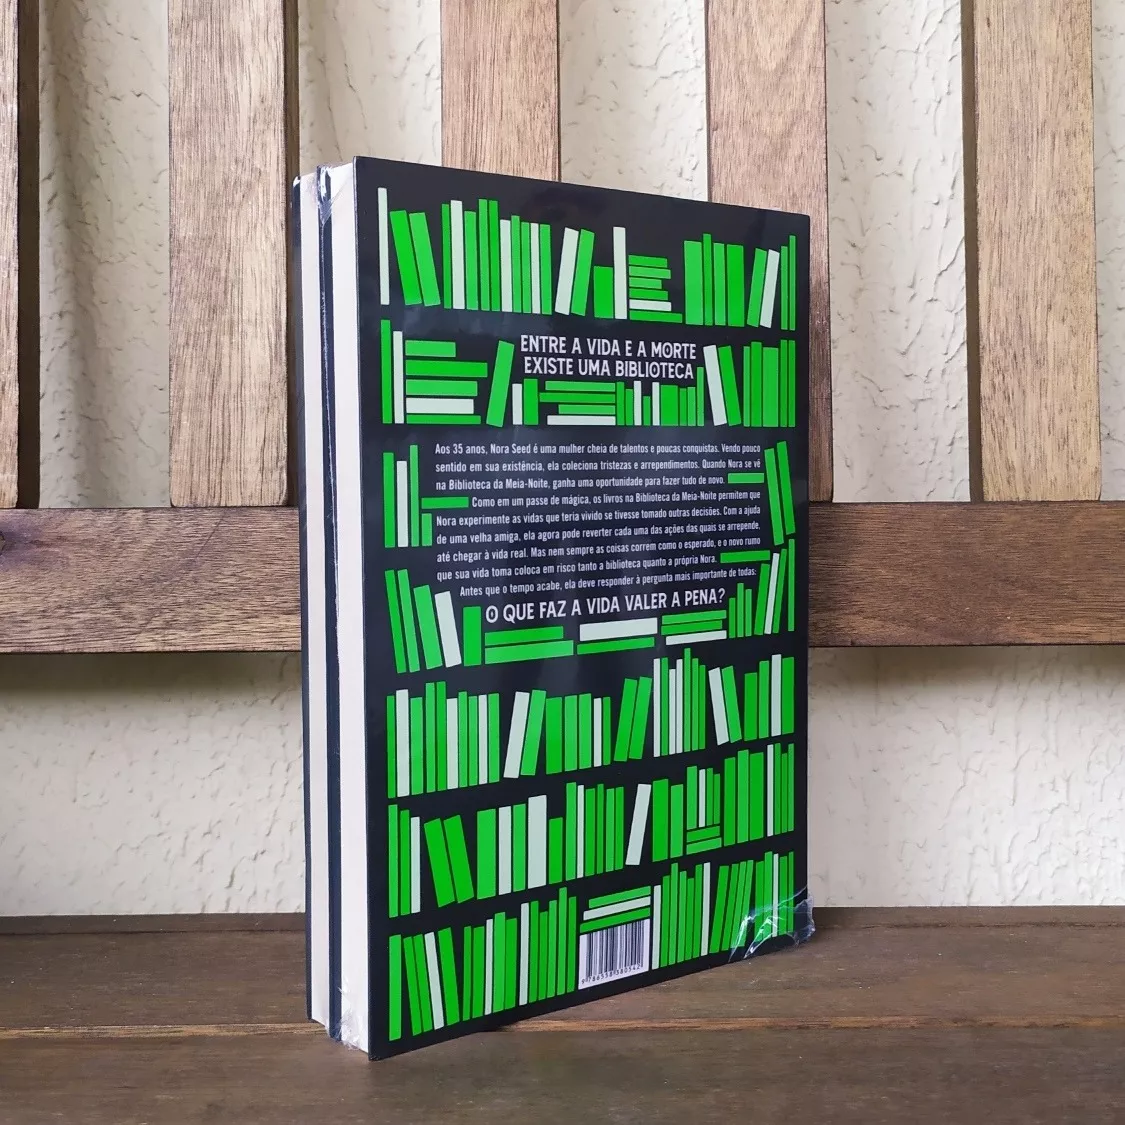 ENTRE A VIDA E A MORTE
EXISTE UMA BIBLIOTECA
Aos 35 anos, Nora Seed é uma mulher cheia de talentos e poucas conquistas. Vendo pouco
sentido em sua existência, ela coleciona tristezas e arrependimentos. Quando Nora se vê
na Biblioteca da Meia-Noite, ganha uma oportunidade para fazer tudo de novo.
Como em um passe de mágica, os livros na Biblioteca da Meia-Noite permitem que
Nora experimente as vidas que teria vivido se tivesse tomado outras decisões. Com a ajuda
de uma velha amiga, ela agora pode reverter cada uma das ações das quais se arrepende,
até chegar à vida real. Mas nem sempre as coisas correm como o esperado, e o novo rumo
que sua vida toma coloca em risco tanto a biblioteca quanto a própria Nora.
Antes que o tempo acabe, ela deve responder à pergunta mais importante de todas:
O QUE FAZ A VIDA VALER A PENA?
9 786558 380542